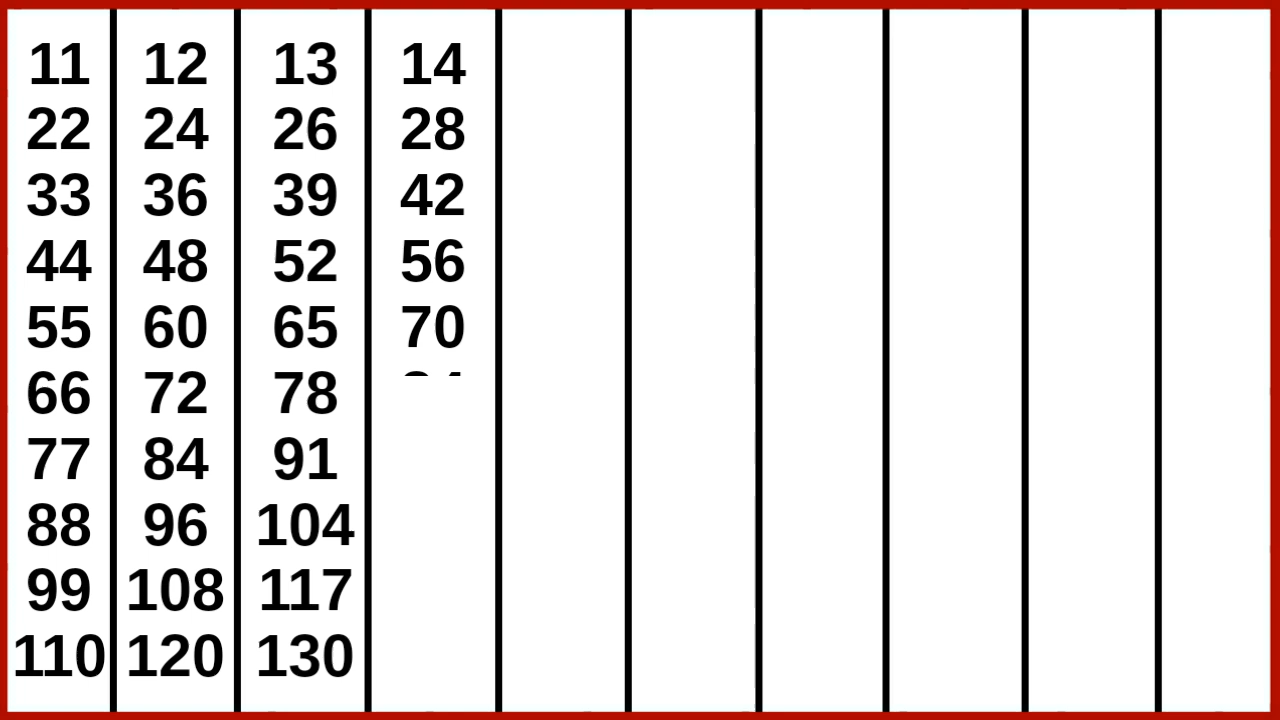 11 12 13 14
22 24 26 28
33 36 39 42
44 48 52 56
55 60 65 70
66 72 78
77 84 91
88 96 104
99 108 117
110 120 130